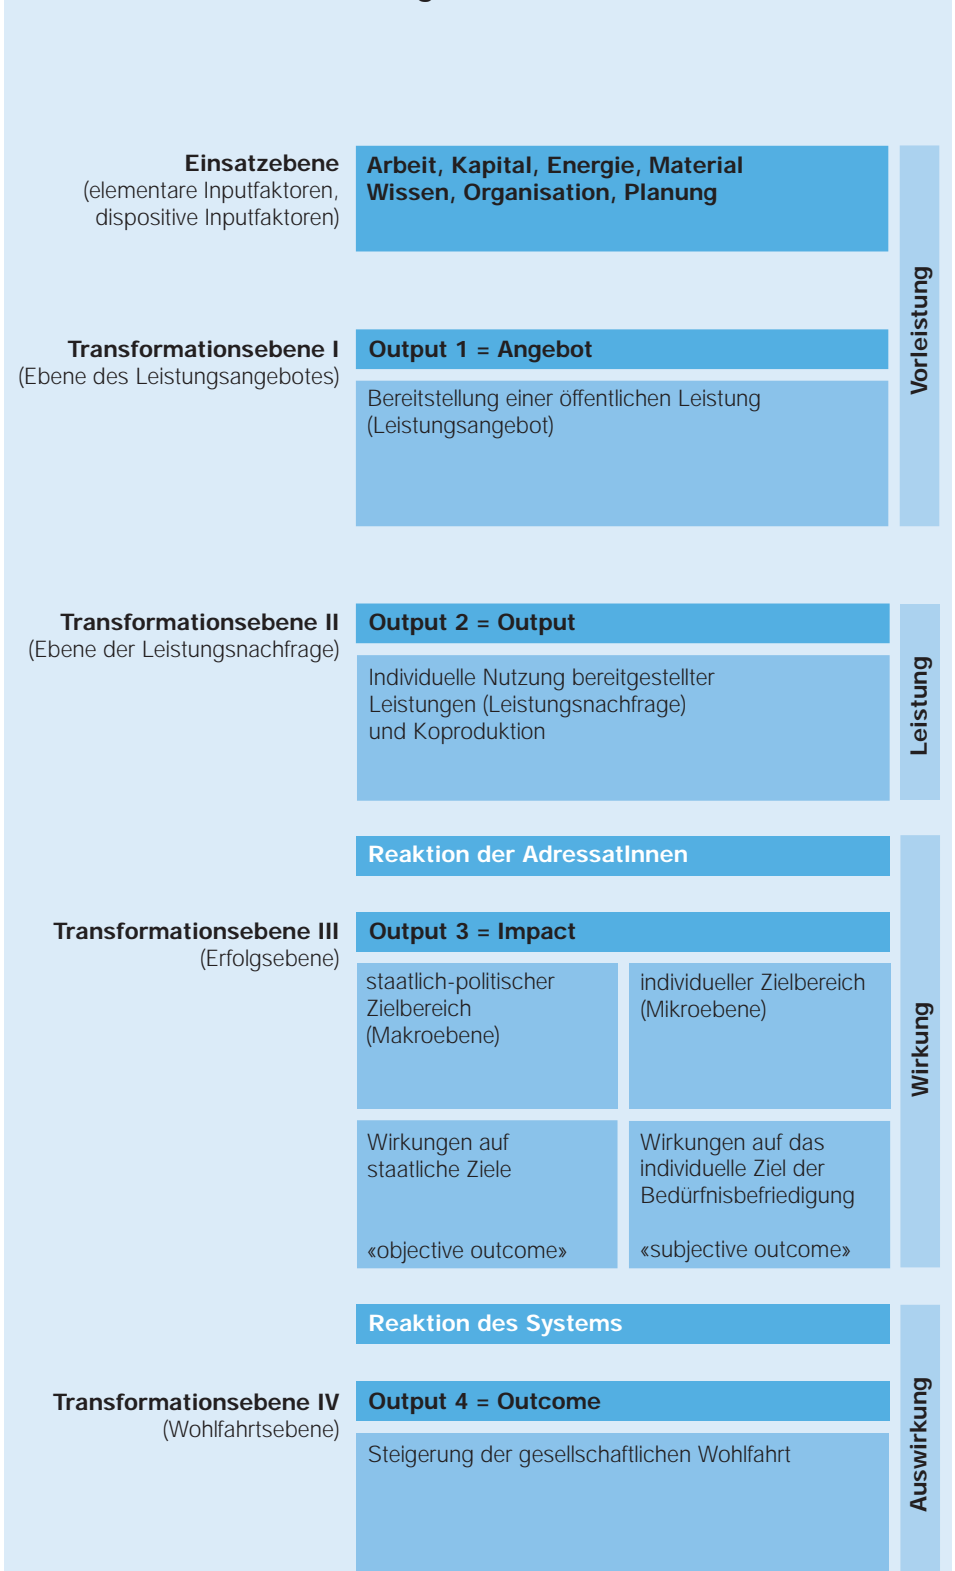 Einsatzebene
(elementare Inputfaktoren,
dispositive Inputfaktoren)
Arbeit, Kapital, Energie, Material
Wissen, Organisation, Planung
Vorleistung
Transformationsebene I
(Ebene des Leistungsangebotes)
Output 1 = Angebot
Bereitstellung einer öffentlichen Leistung
(Leistungsangebot)
Transformationsebene II
(Ebene der Leistungsnachfrage)
Output 2 = Output
Individuelle Nutzung bereitgestellter
Leistungen (Leistungsnachfrage)
und Koproduktion
Leistung
Reaktion der AdressatInnen
Transformationsebene III
(Erfolgsebene)
Output 3 = Impact
staatlich-politischer
Zielbereich
(Makroebene)
individueller Zielbereich
(Mikroebene)
Wirkungen auf
staatliche Ziele
«objective outcome»
Wirkungen auf das
individuelle Ziel der
Bedürfnisbefriedigung
«subjective outcome»
Wirkung
Reaktion des Systems
Transformationsebene IV
(Wohlfahrtsebene)
Output 4 = Outcome
Steigerung der gesellschaftlichen Wohlfahrt
Auswirkung